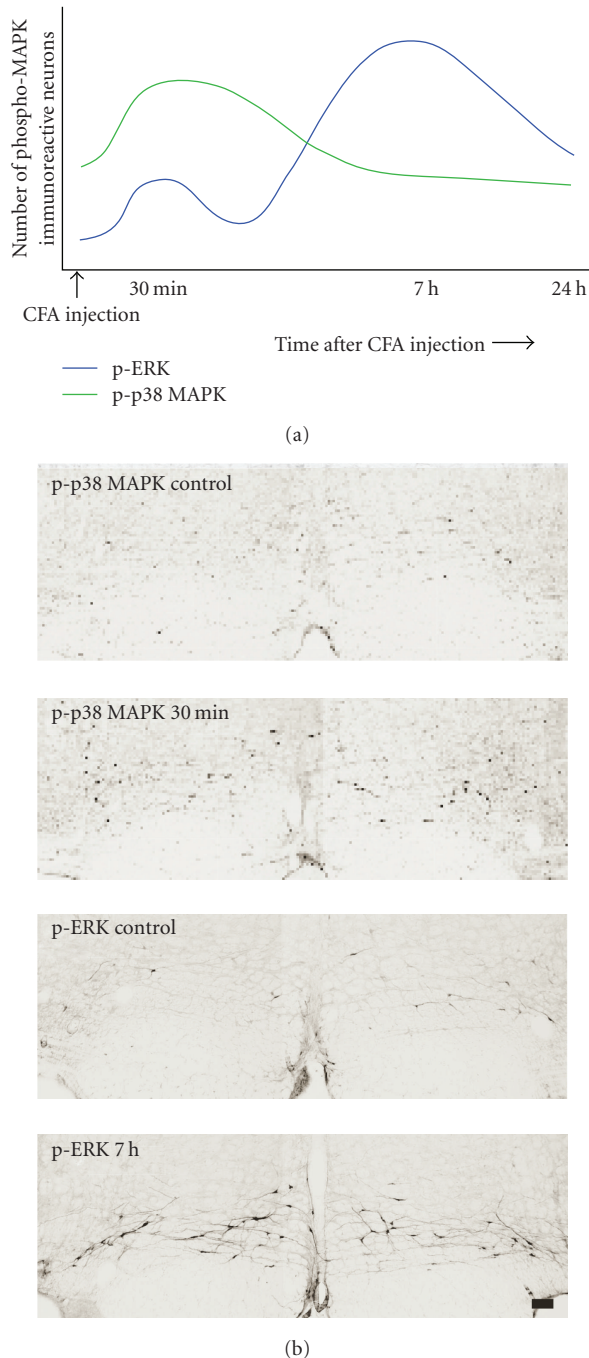 Number of phospho-MAPK
immunoreactive neurons
30 min
7 h
24 h
CFA injection
Time after CFA injection
p-ERK
p-p38 MAPK
(a)
p-p38 MAPK control
p-p38 MAPK 30 min
p-ERK control
p-ERK 7 h
(b)